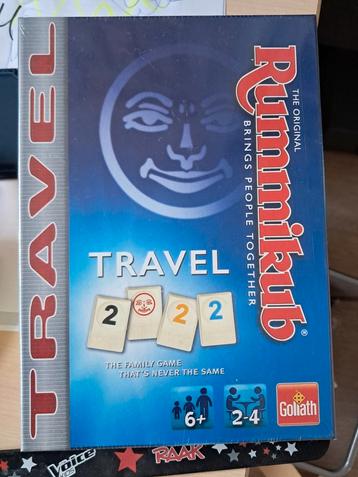 TRAVEL
THE ORIGINAL
Rummikub®
BRINGS PEOPLE TOGETHER
TRAVEL
2 2 2
THE FAMILY GAME
THAT'S NEVER THE SAME
6+ 2-4
Goliath
Voice
RAAK